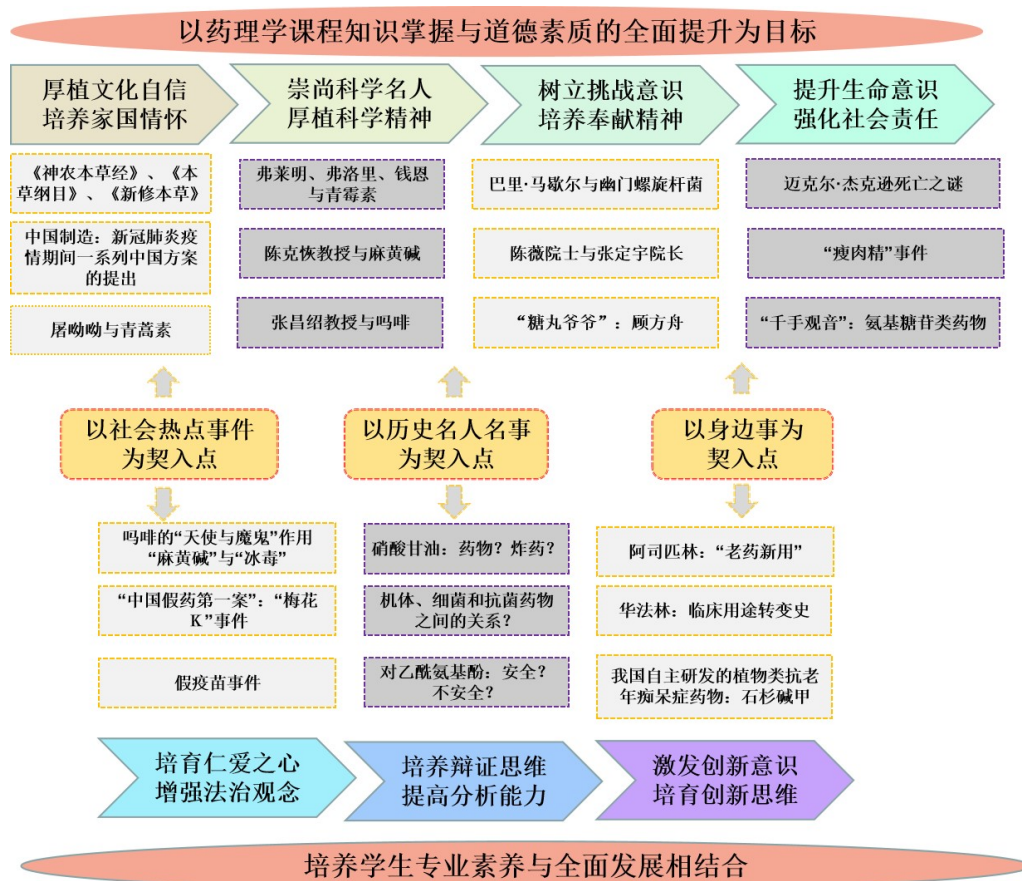 以药理学课程知识掌握与道德素质的全面提升为目标
厚植文化自信
培养家国情怀
崇尚科学名人
厚植科学精神
树立挑战意识
培养奉献精神
提升生命意识
强化社会责任
《神农本草经》、《本
草纲目》、《新修本草》
中国制造：新冠肺炎疫
情期间一系列中国方案
的提出
屠呦呦与青蒿素
弗莱明、弗洛里、钱恩
与青霉素
陈克恢教授与麻黄碱
张昌绍教授与吗啡
巴里·马歇尔与幽门螺旋杆菌
陈薇院士与张定宇院长
“糖丸爷爷”：顾方舟
迈克尔·杰克逊死亡之谜
“瘦肉精”事件
“千手观音”：氨基糖苷类药物
以社会热点事件
为契入点
以历史名人名事
为契入点
以身边事为
契入点
吗啡的“天使与魔鬼”作用
“麻黄碱”与“冰毒”
“中国假药第一案”：“梅花
K”事件
假疫苗事件
硝酸甘油：药物？炸药？
机体、细菌和抗菌药物
之间的关系？
对乙酰氨基酚：安全？
不安全？
阿司匹林：“老药新用”
华法林：临床用途转变史
我国自主研发的植物类抗老
年痴呆症药物：石杉碱甲
培育仁爱之心
增强法治观念
培养辩证思维
提高分析能力
激发创新意识
培育创新思维
培养学生专业素养与全面发展相结合